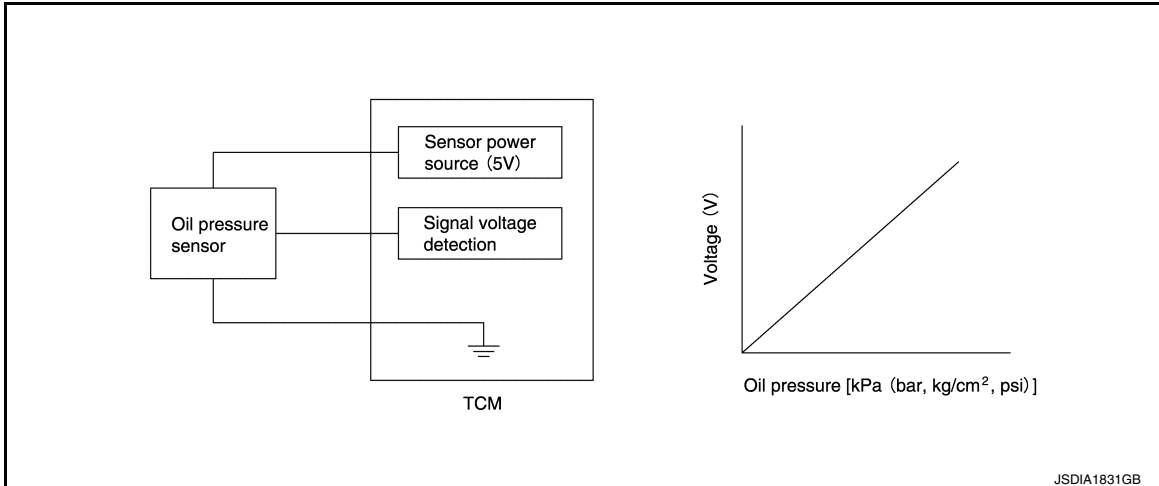 Sensor power
source (5V)
Oil pressure
sensor
Signal voltage
detection
TCM
Voltage (V)
Oil pressure [kPa (bar, kg/cm², psi)]
JSDIA1831GB